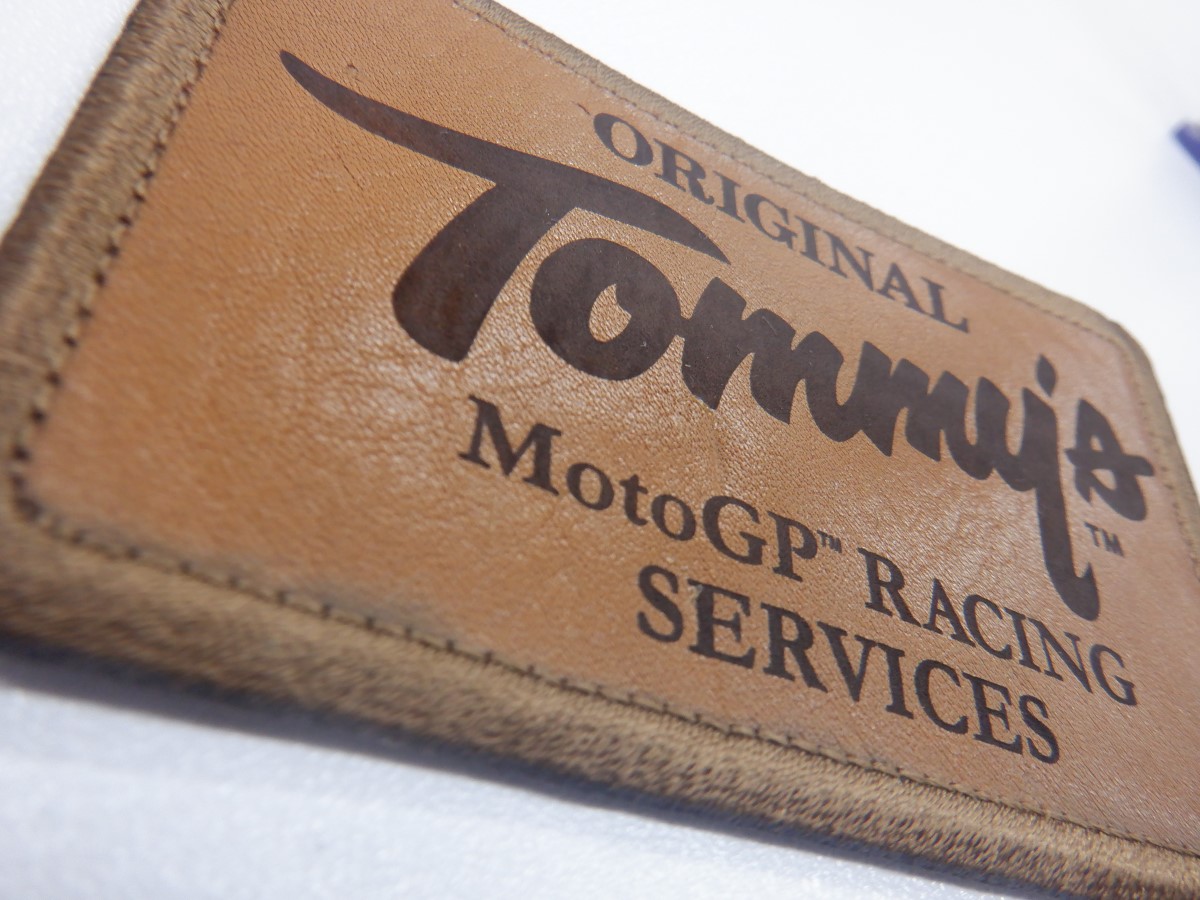 ORIGINAL
Tommy's™
MotoGP™ RACING
SERVICES